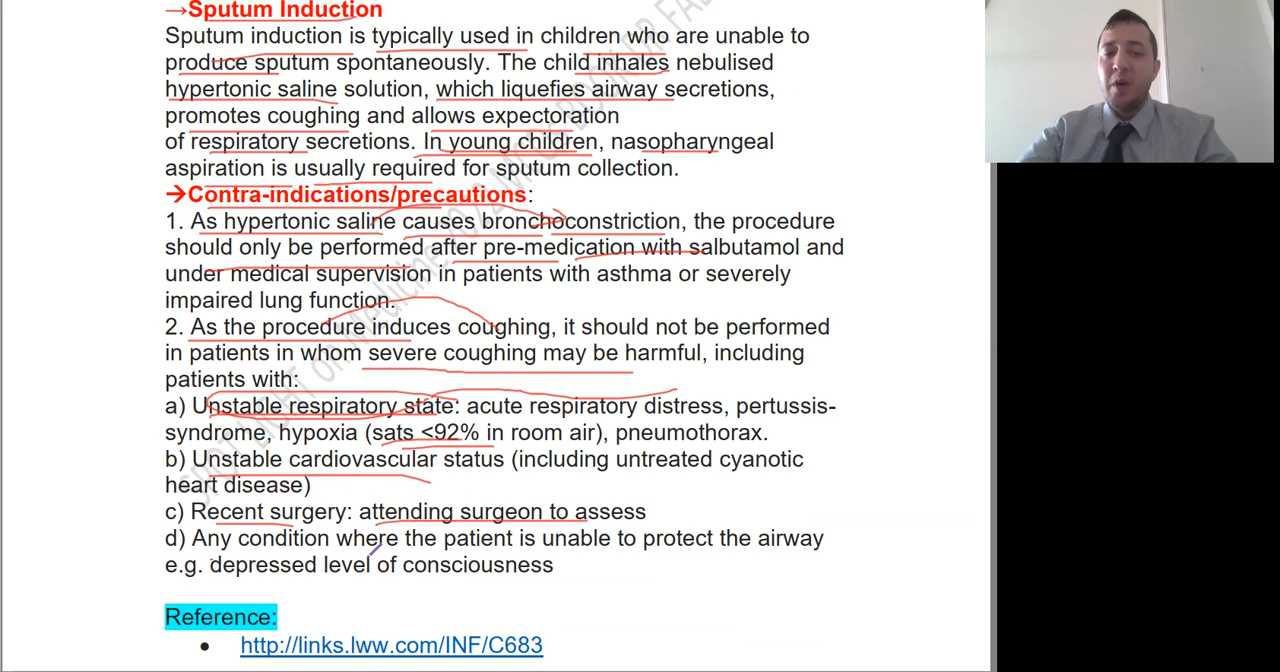 →Sputum Induction
Sputum induction is typically used in children who are unable to
produce sputum spontaneously. The child inhales nebulised
hypertonic saline solution, which liquefies airway secretions,
promotes coughing and allows expectoration
of respiratory secretions. In young children, nasopharyngeal
aspiration is usually required for sputum collection.
➔Contra-indications/precautions:
1. As hypertonic saline causes bronchoconstriction, the procedure
should only be performed after pre-medication with salbutamol and
under medical supervision in patients with asthma or severely
impaired lung function.
2. As the procedure induces coughing, it should not be performed
in patients in whom severe coughing may be harmful, including
patients with:
a) Unstable respiratory state: acute respiratory distress, pertussis-
syndrome, hypoxia (sats <92% in room air), pneumothorax.
b) Unstable cardiovascular status (including untreated cyanotic
heart disease)
c) Recent surgery: attending surgeon to assess
d) Any condition where the patient is unable to protect the airway
e.g. depressed level of consciousness
Reference:
• http://links.lww.com/INF/C683